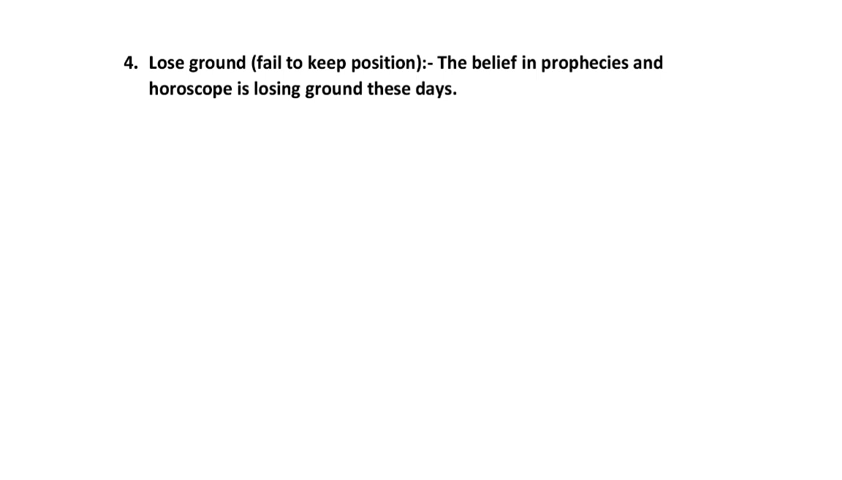 4. Lose ground (fail to keep position):- The belief in prophecies and
horoscope is losing ground these days.